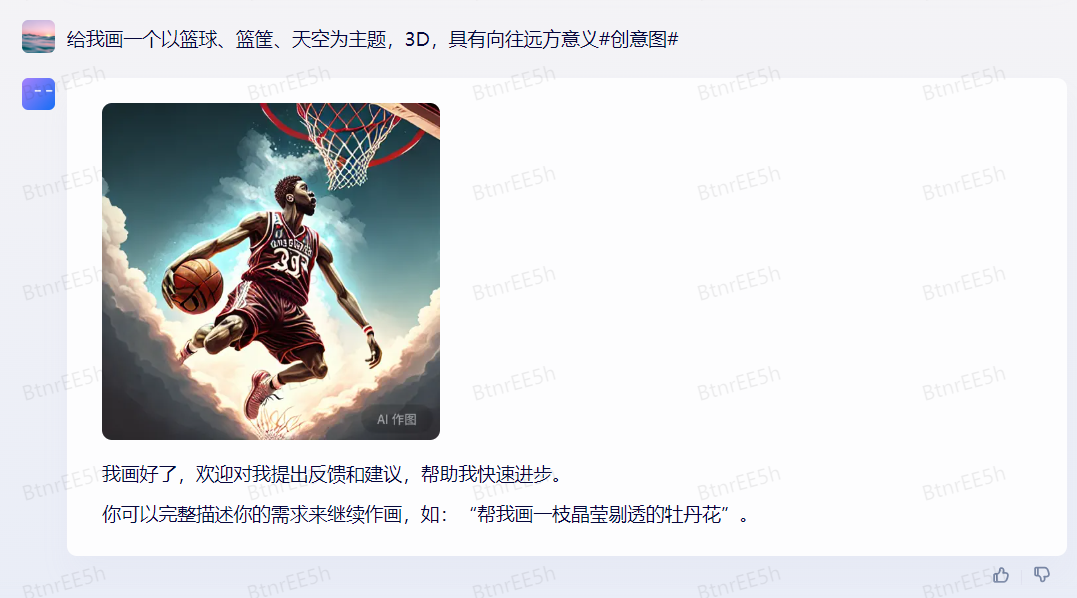 给我画一个以篮球、篮筐、天空为主题，3D，具有向往远方意义#创意图#
AI 作图
我画好了，欢迎对我提出反馈和建议，帮助我快速进步。
你可以完整描述你的需求来继续作画，如：“帮我画一枝晶莹剔透的牡丹花”。
BtnrEE5h